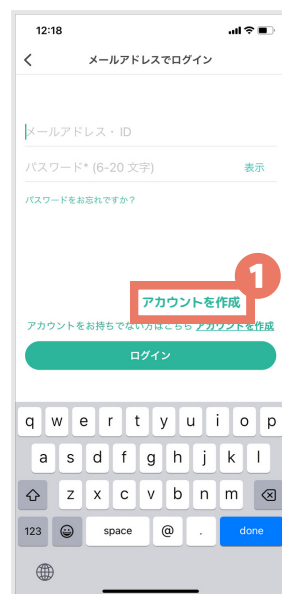 12:18
メールアドレスでログイン
メールアドレス・ID
パスワード* (6-20 文字) 表示
パスワードをお忘れですか?
1
アカウントを作成
アカウントをお持ちでない方はこちら アカウントを作成
ログイン
q w e r t y u i o p
a s d f g h j k l
z x c v b n m
123 space @ . done